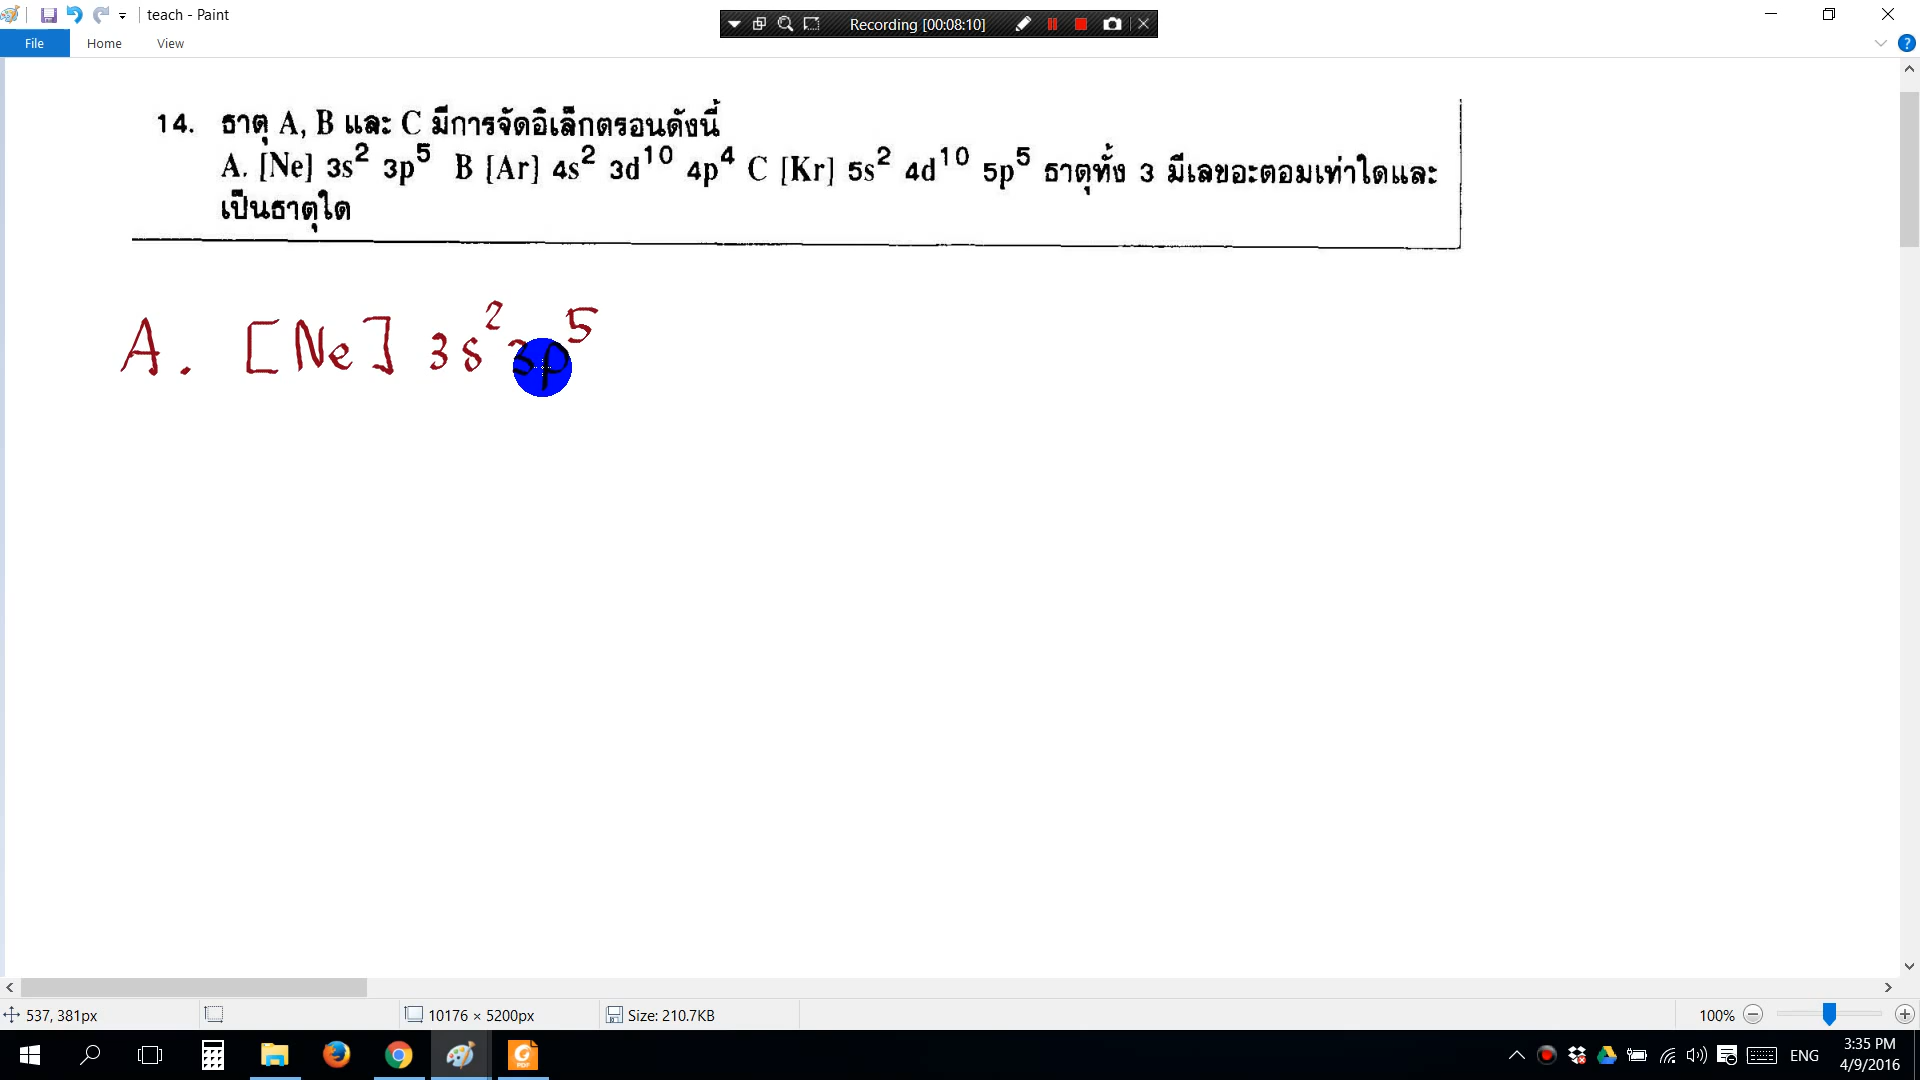 teach - Paint
Recording [00:08:10]
File Home View
14. ธาตุ A, B และ C มีการจัดอิเล็กตรอนดังนี้
A. [Ne] 3s² 3p⁵ B [Ar] 4s² 3d¹⁰ 4p⁴ C [Kr] 5s² 4d¹⁰ 5p⁵ ธาตุทั้ง 3 มีเลขอะตอมเท่าใดและ
เป็นธาตุใด
A. [Ne] 3s² 3p⁵
537, 381px 10176 × 5200px Size: 210.7KB 100%
ENG 3:35 PM
4/9/2016